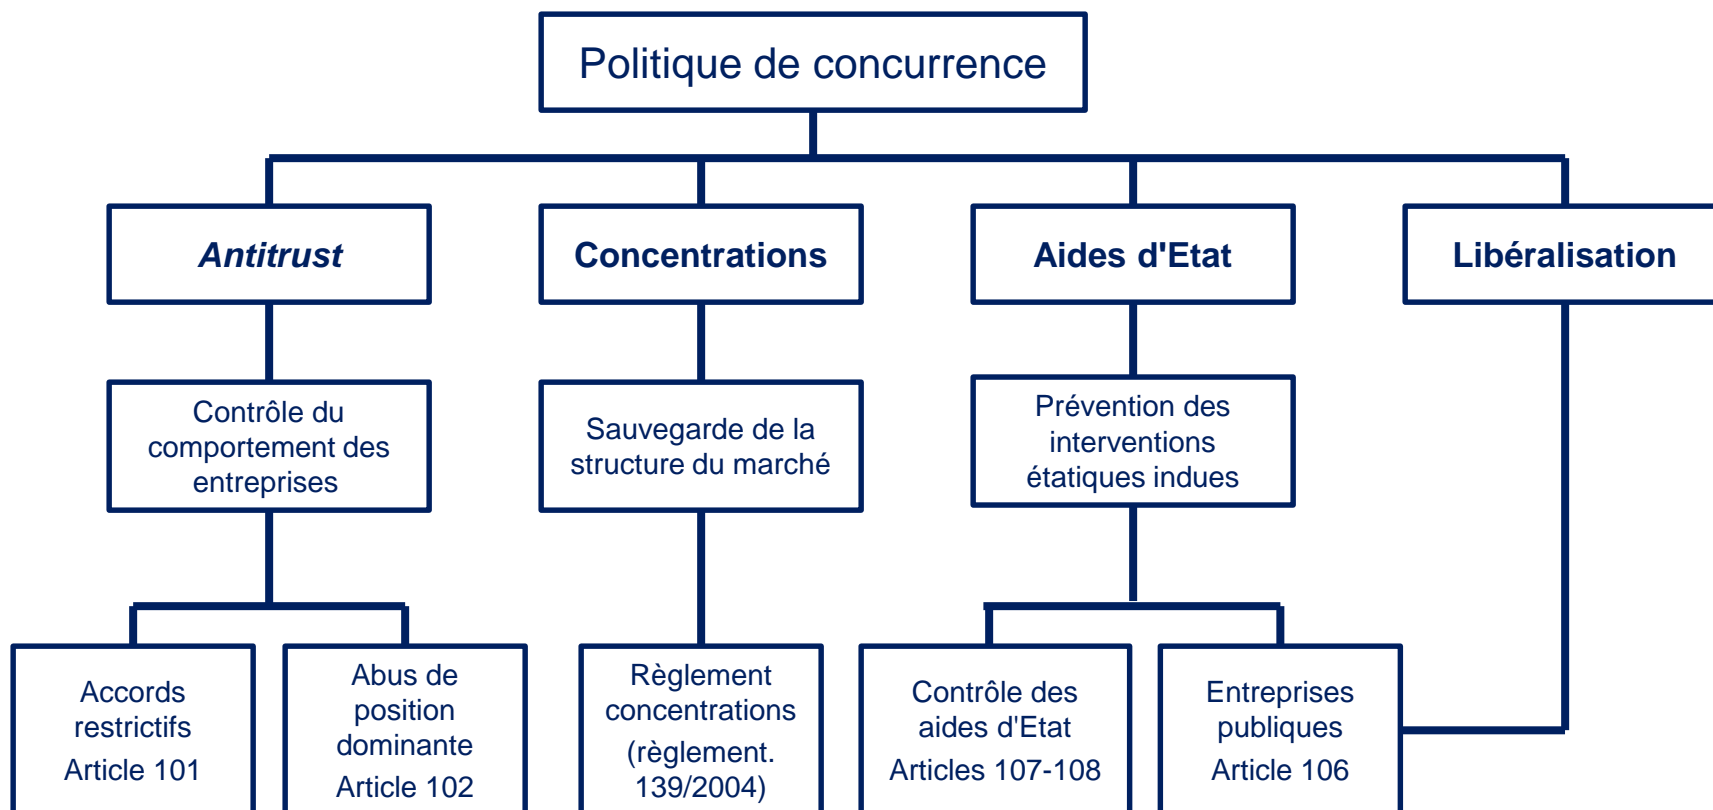 Politique de concurrence
Antitrust
Concentrations
Aides d'Etat
Libéralisation
Contrôle du
comportement des
entreprises
Sauvegarde de la
structure du marché
Prévention des
interventions
étatiques indues
Accords
restrictifs
Article 101
Abus de
position
dominante
Article 102
Règlement
concentrations
(règlement.
139/2004)
Contrôle des
aides d'Etat
Articles 107-108
Entreprises
publiques
Article 106